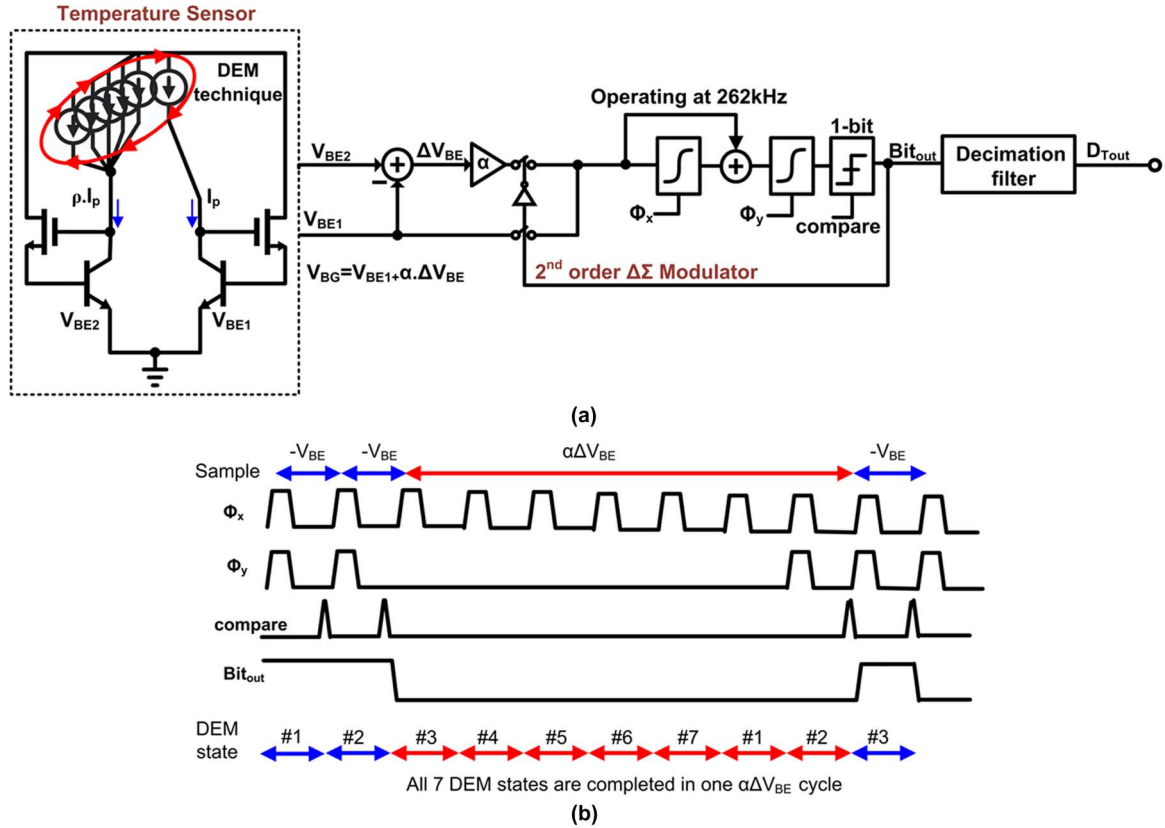 Temperature Sensor
DEM
technique
ρ.Ip
Ip
VBE2
VBE1
VBE2
VBE1
VBG=VBE1+α.ΔVBE
+
−
ΔVBE
α
Operating at 262kHz
Φx
+
Φy
1-bit
compare
Bitout
Decimation
filter
DTout
2nd order ΔΣ Modulator
(a)
Sample
-VBE
-VBE
αΔVBE
-VBE
Φx
Φy
compare
Bitout
DEM
state
#1 #2 #3 #4 #5 #6 #7 #1 #2 #3
All 7 DEM states are completed in one αΔVBE cycle
(b)